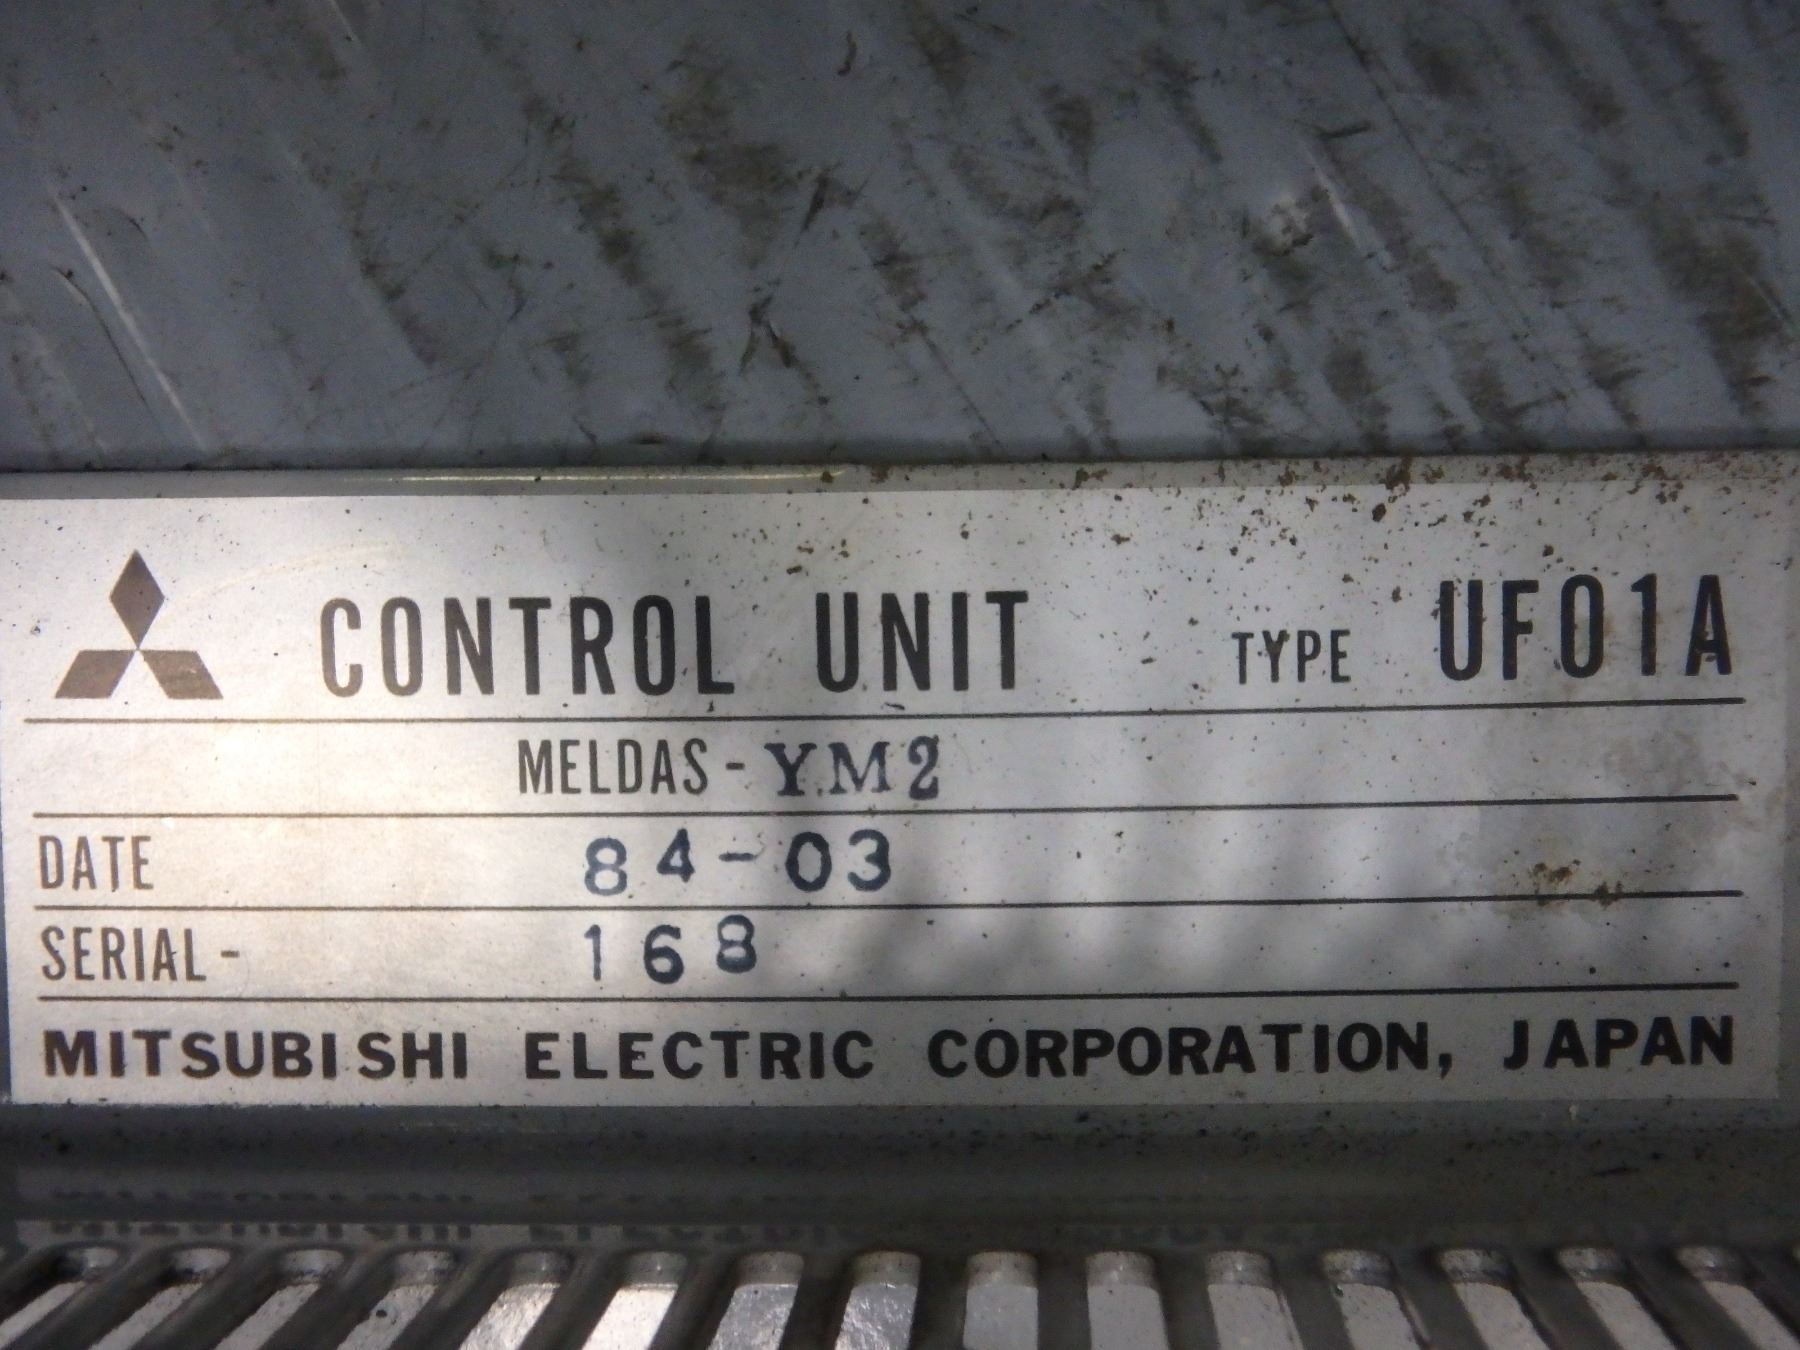 CONTROL UNIT TYPE UF01A
MELDAS-YM2
DATE 84-03
SERIAL- 168
MITSUBISHI ELECTRIC CORPORATION, JAPAN